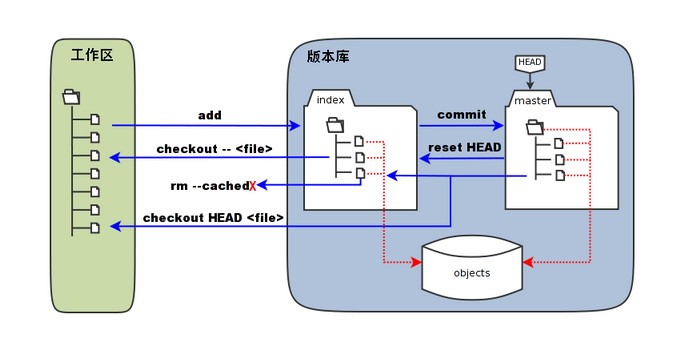 工作区
版本库
HEAD
index
master
add
commit
checkout -- <file>
reset HEAD
rm --cached
X
checkout HEAD <file>
objects